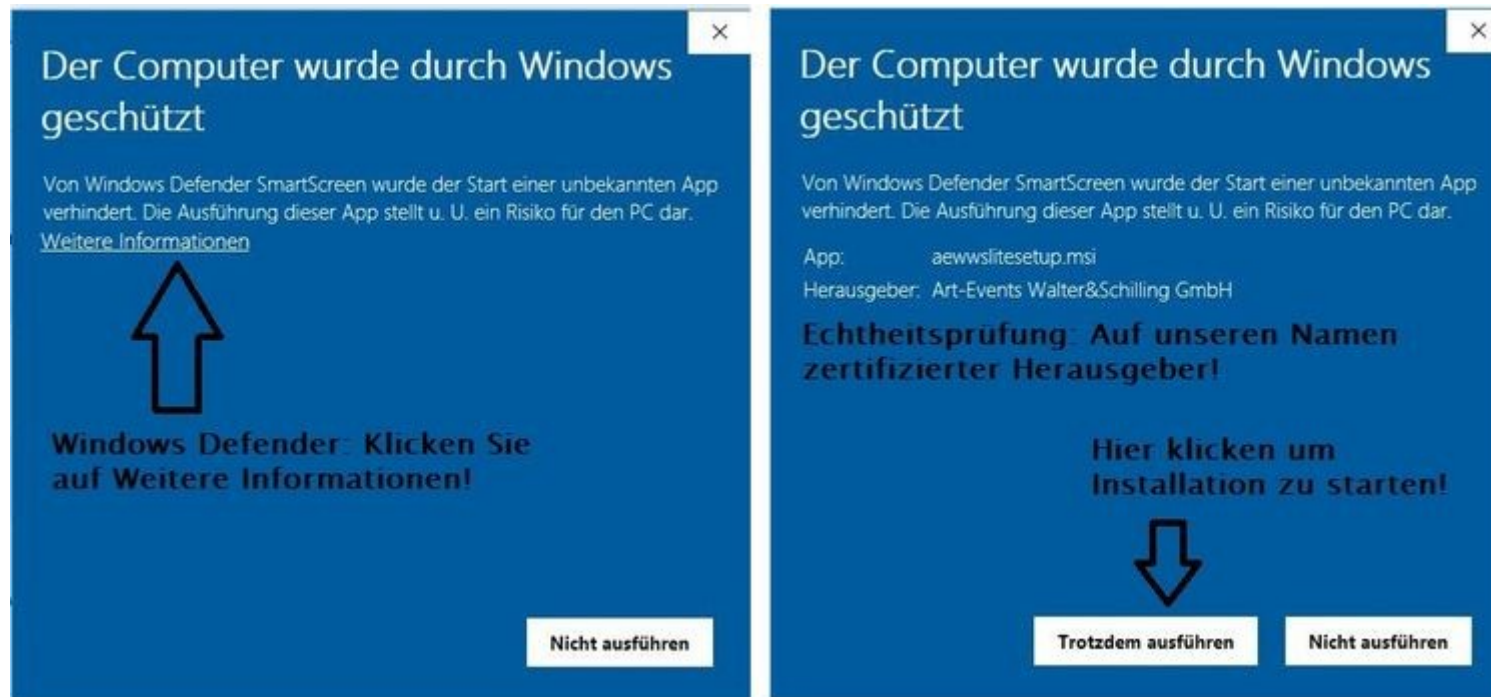 Der Computer wurde durch Windows
geschützt
Von Windows Defender SmartScreen wurde der Start einer unbekannten App
verhindert. Die Ausführung dieser App stellt u. U. ein Risiko für den PC dar.
Weitere Informationen
Windows Defender: Klicken Sie
auf Weitere Informationen!
Nicht ausführen
Der Computer wurde durch Windows
geschützt
Von Windows Defender SmartScreen wurde der Start einer unbekannten App
verhindert. Die Ausführung dieser App stellt u. U. ein Risiko für den PC dar.
App: aewwslitesetup.msi
Herausgeber: Art-Events Walter&Schilling GmbH
Echtheitsprüfung: Auf unseren Namen
zertifizierter Herausgeber!
Hier klicken um
Installation zu starten!
Trotzdem ausführen Nicht ausführen